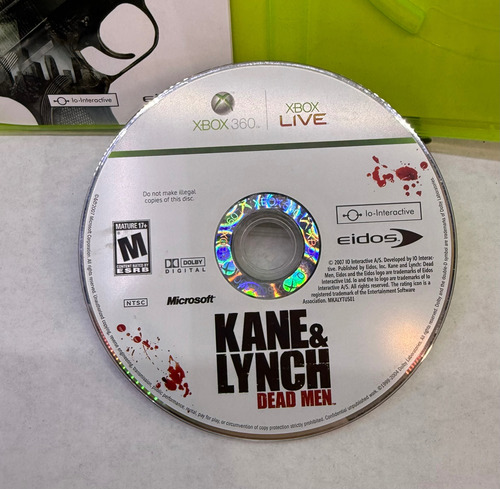 Io-Interactive
XBOX 360
XBOX
LIVE
XBOX
Do not make illegal
copies of this disc.
MATURE 17+
M
CONTENT RATED BY
ESRB
DOLBY
DIGITAL
NTSC
Microsoft
Io-Interactive
eidos
© 2007 IO Interactive A/S. Developed by IO Interac-
tive. Published by Eidos, Inc. Kane and Lynch: Dead
Men, Eidos and the Eidos logo are trademarks of Eidos
Interactive Ltd. Io and the Io logo are trademarks of IO
Interactive A/S. All rights reserved. The rating icon is a
registered trademark of the Entertainment Software
Association. MKALYTUS01
KANE &
LYNCH
DEAD MEN